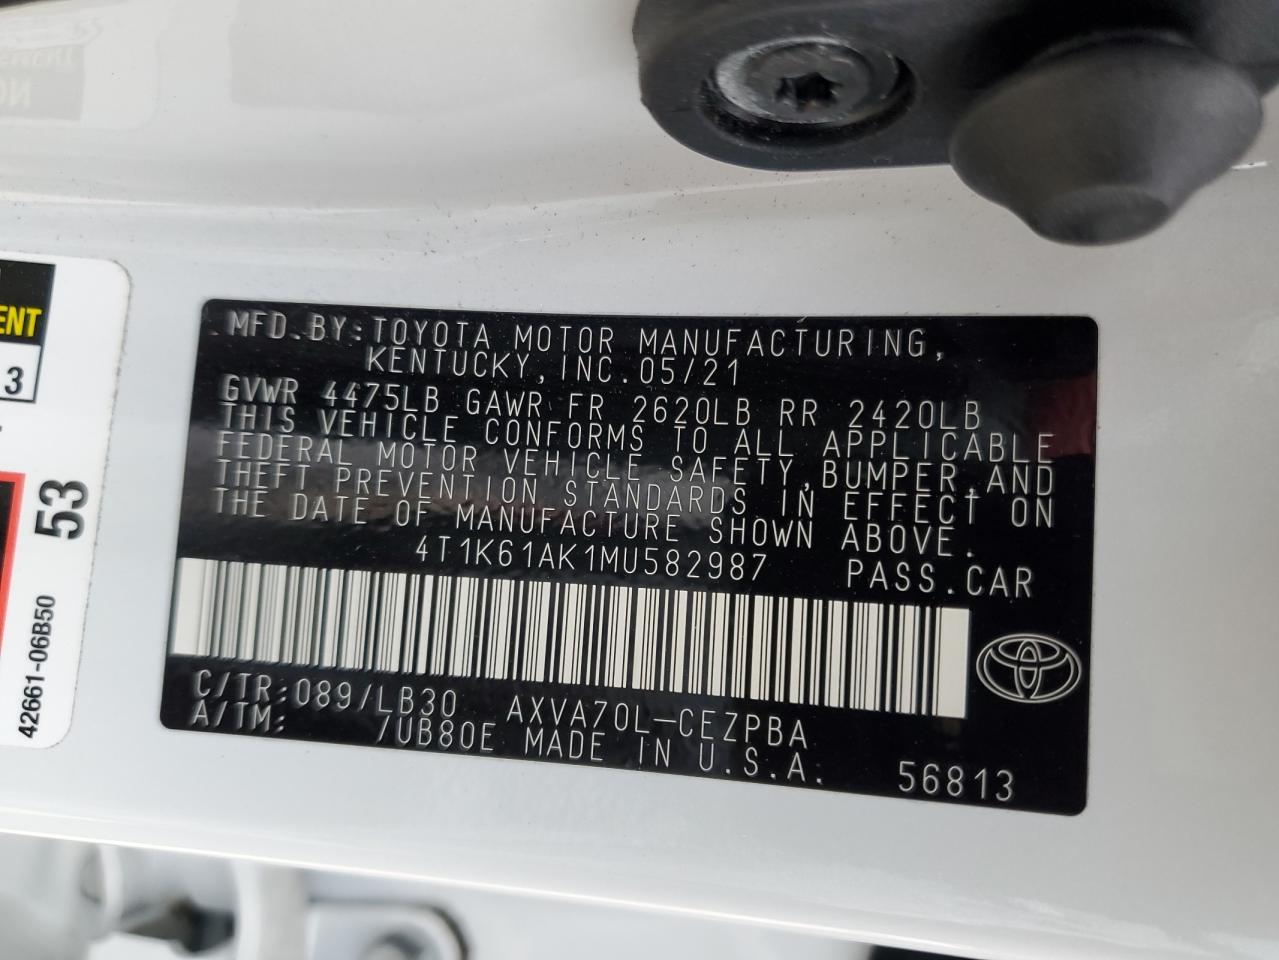 MFD.BY:TOYOTA MOTOR MANUFACTURING,
KENTUCKY,INC.05/21
GVWR 4475LB GAWR FR 2620LB RR 2420LB
THIS VEHICLE CONFORMS TO ALL APPLICABLE
FEDERAL MOTOR VEHICLE SAFETY,BUMPER,AND
THEFT PREVENTION STANDARDS IN EFFECT ON
THE DATE OF MANUFACTURE SHOWN ABOVE.
4T1K61AK1MU582987 PASS.CAR
C/TR:089/LB30 AXVA70L-CEZPBA
A/TM: /UB80E MADE IN U.S.A. 56813
ENT
3
53
42661-06B50